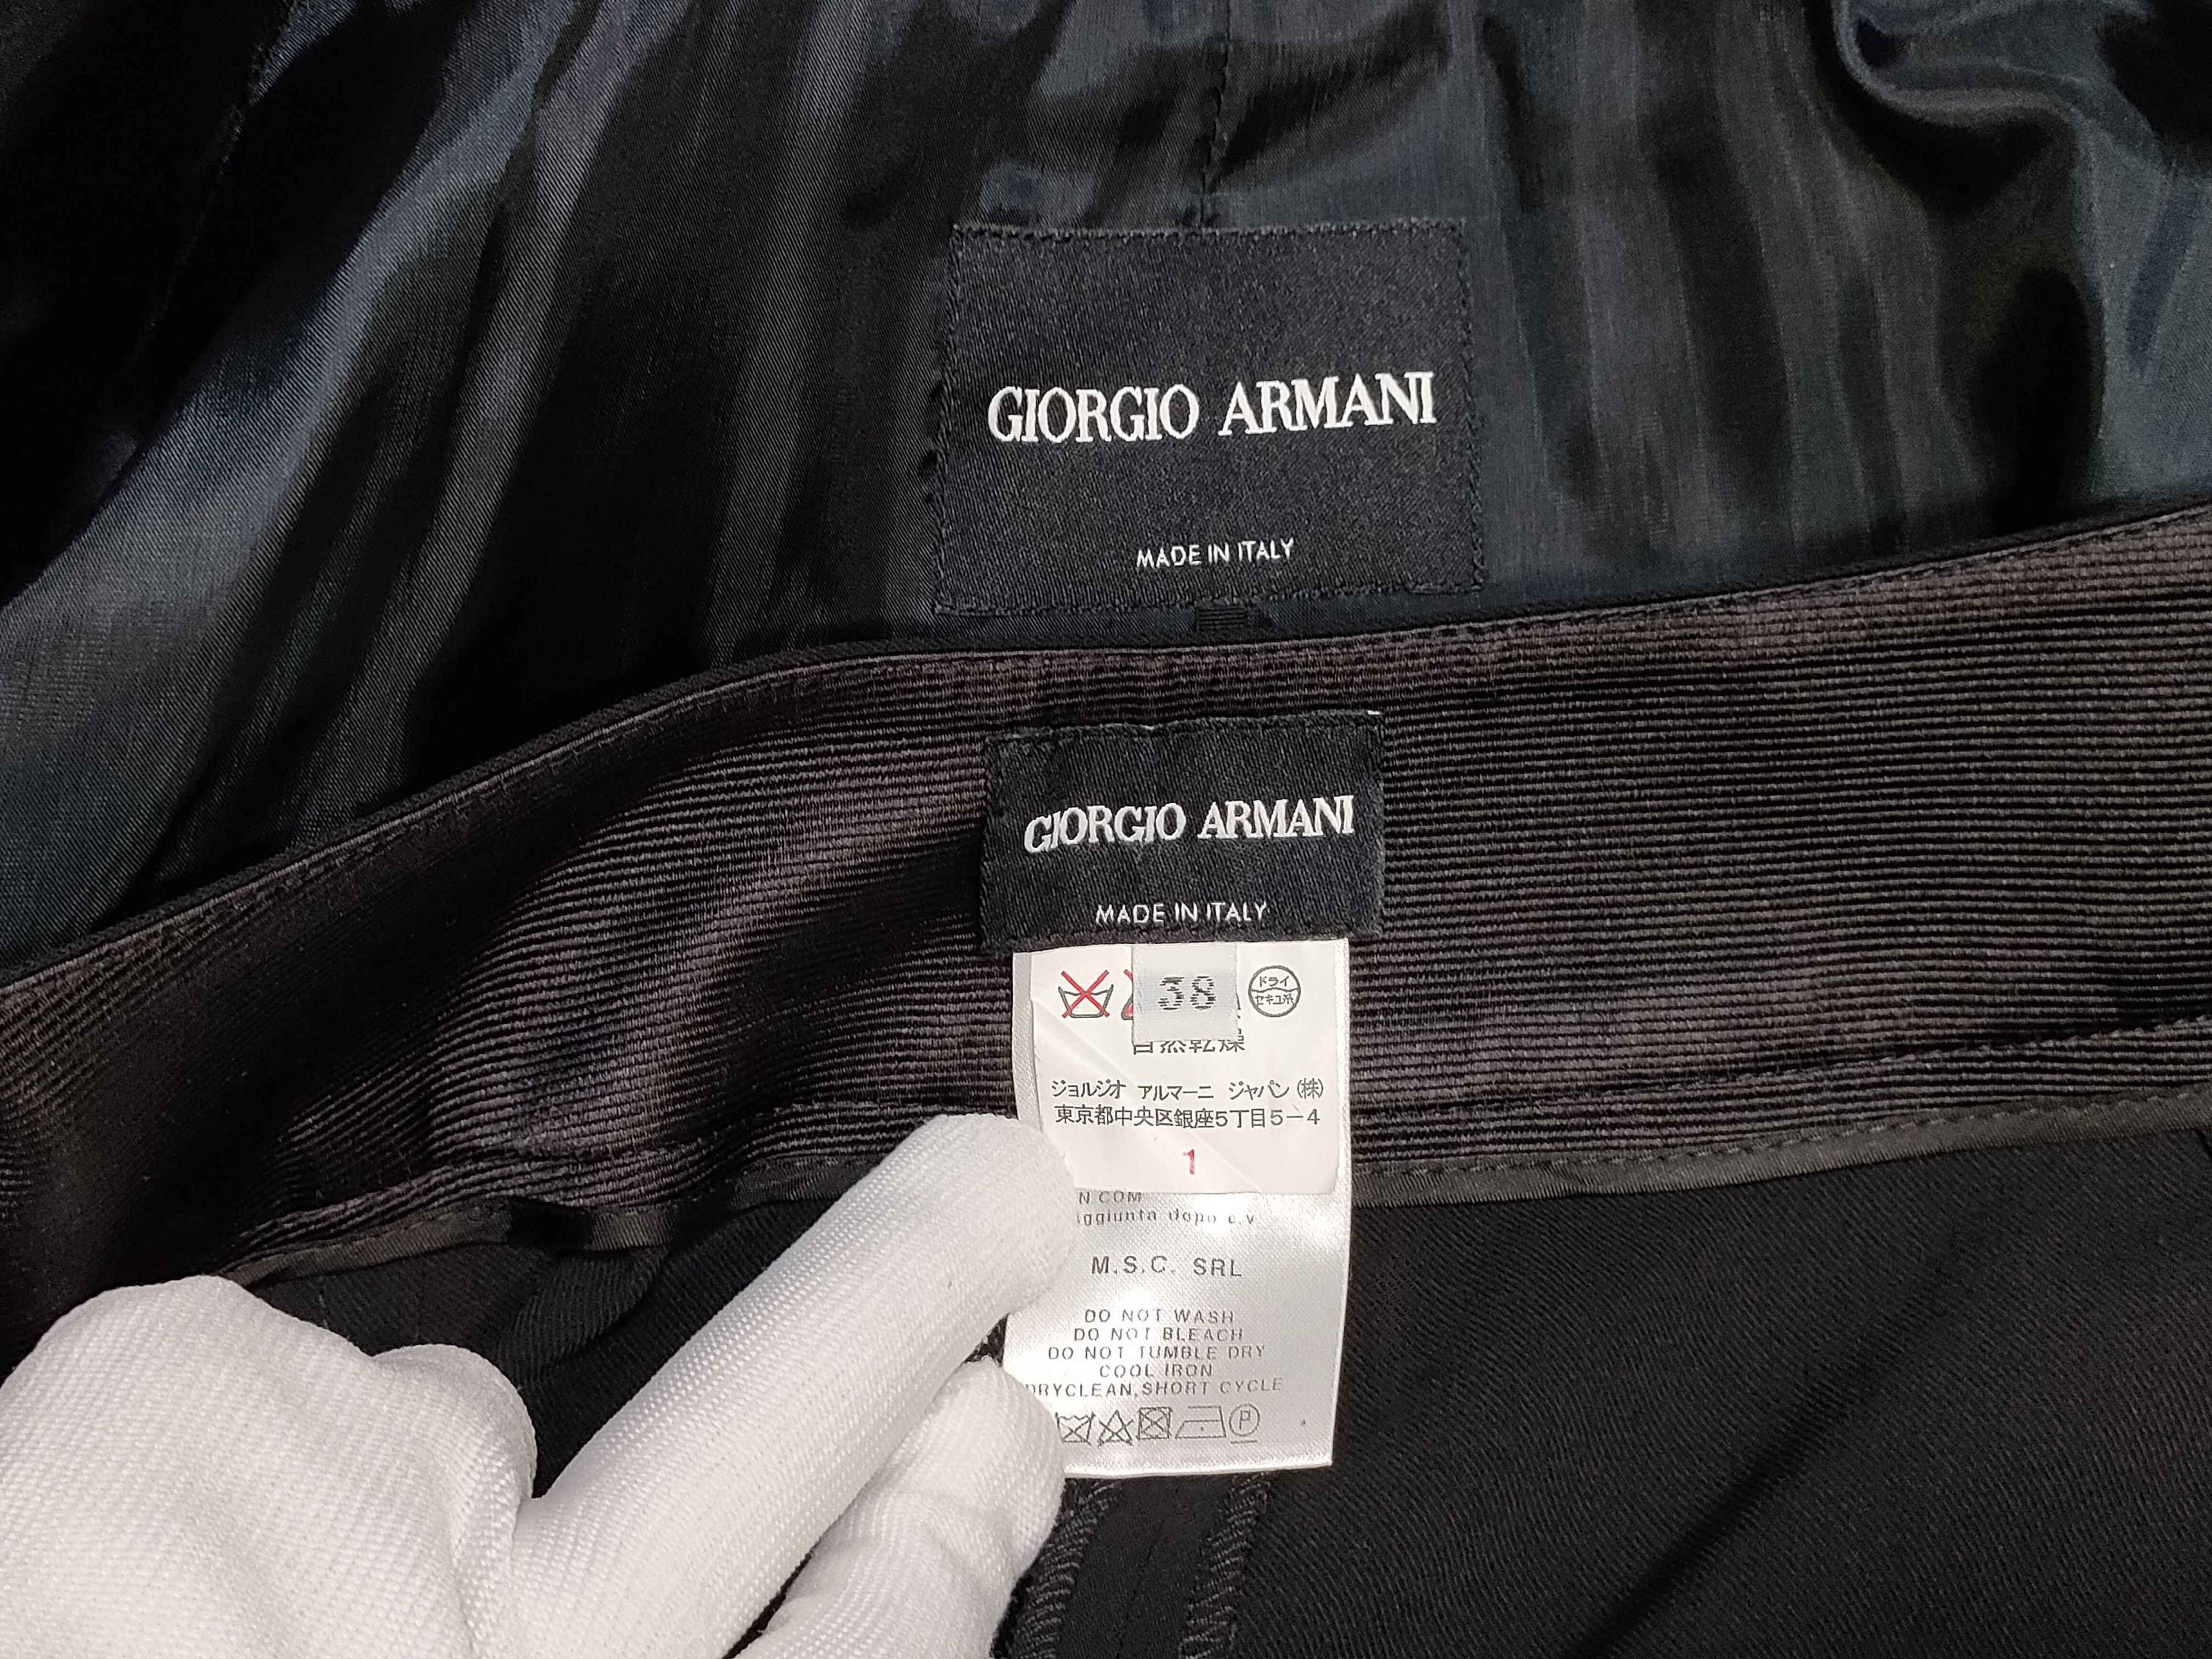 GIORGIO ARMANI
MADE IN ITALY
GIORGIO ARMANI
MADE IN ITALY
38
ドライ
セキユ系
自然乾燥
ジョルジオ アルマーニ ジャパン(株)
東京都中央区銀座5丁目5-4
1
N COM
ggiunta dopo c.v
M.S.C. SRL
DO NOT WASH
DO NOT BLEACH
DO NOT TUMBLE DRY
COOL IRON
DRYCLEAN,SHORT CYCLE
P